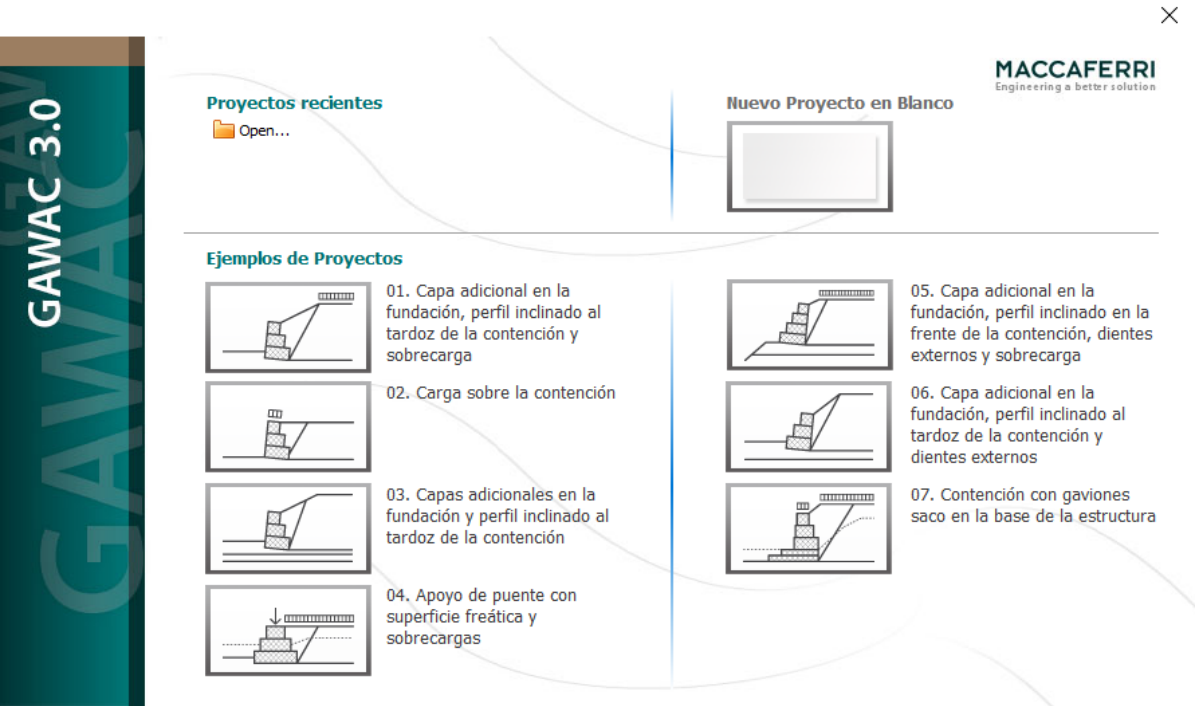 GAWAC 3.0
GAWAC
MACCAFERRI
Engineering a better solution
Proyectos recientes
Open...
Nuevo Proyecto en Blanco
Ejemplos de Proyectos
01. Capa adicional en la
fundación, perfil inclinado al
tardoz de la contención y
sobrecarga
02. Carga sobre la contención
03. Capas adicionales en la
fundación y perfil inclinado al
tardoz de la contención
04. Apoyo de puente con
superficie freática y
sobrecargas
05. Capa adicional en la
fundación, perfil inclinado en la
frente de la contención, dientes
externos y sobrecarga
06. Capa adicional en la
fundación, perfil inclinado al
tardoz de la contención y
dientes externos
07. Contención con gaviones
saco en la base de la estructura